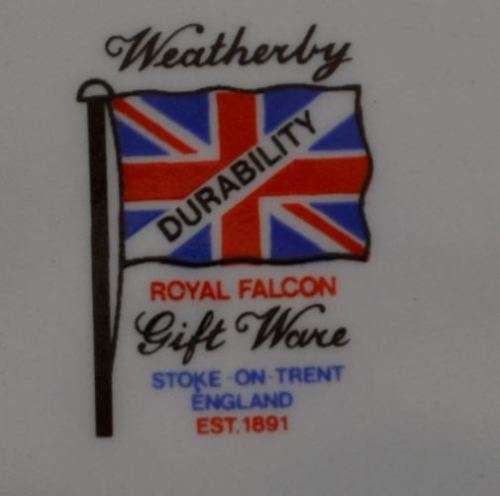 Weatherby
DURABILITY
ROYAL FALCON
Gift Ware
STOKE-ON-TRENT
ENGLAND
EST. 1891